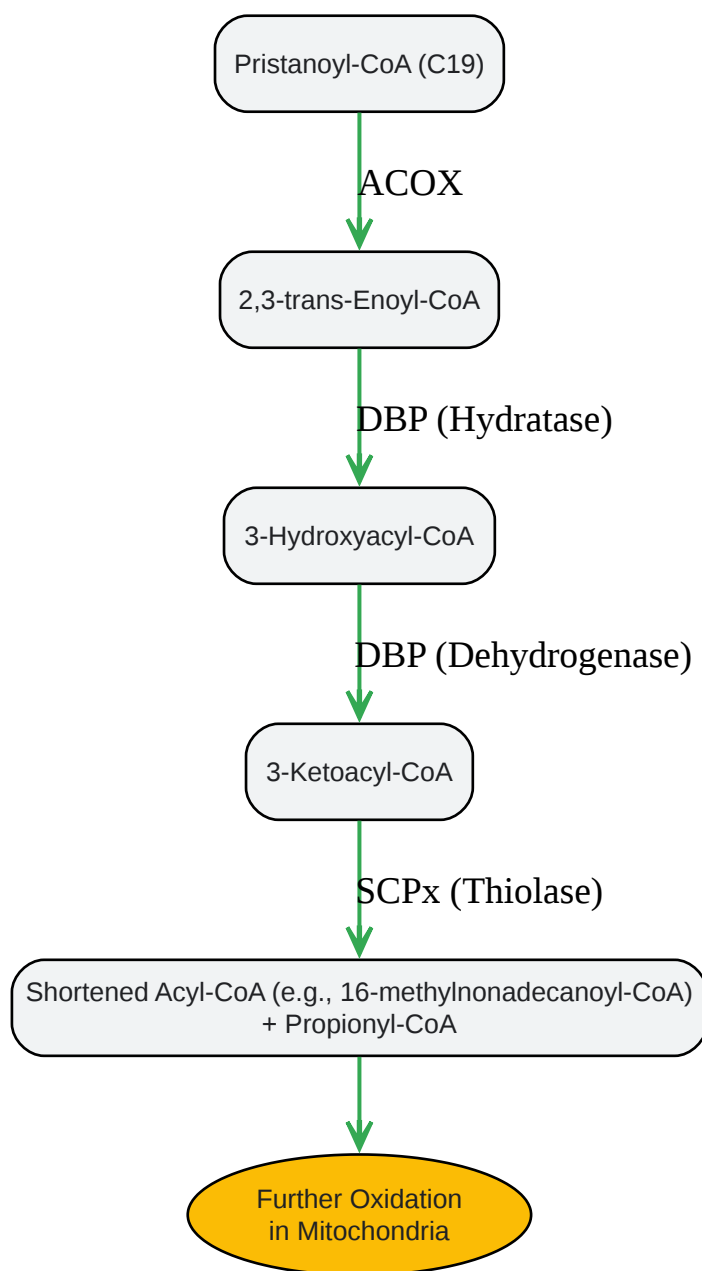 Pristanoyl-CoA (C19)
ACOX
2,3-trans-Enoyl-CoA
DBP (Hydratase)
3-Hydroxyacyl-CoA
DBP (Dehydrogenase)
3-Ketoacyl-CoA
SCPx (Thiolase)
Shortened Acyl-CoA (e.g., 16-methylnonadecanoyl-CoA)
+ Propionyl-CoA
Further Oxidation
in Mitochondria